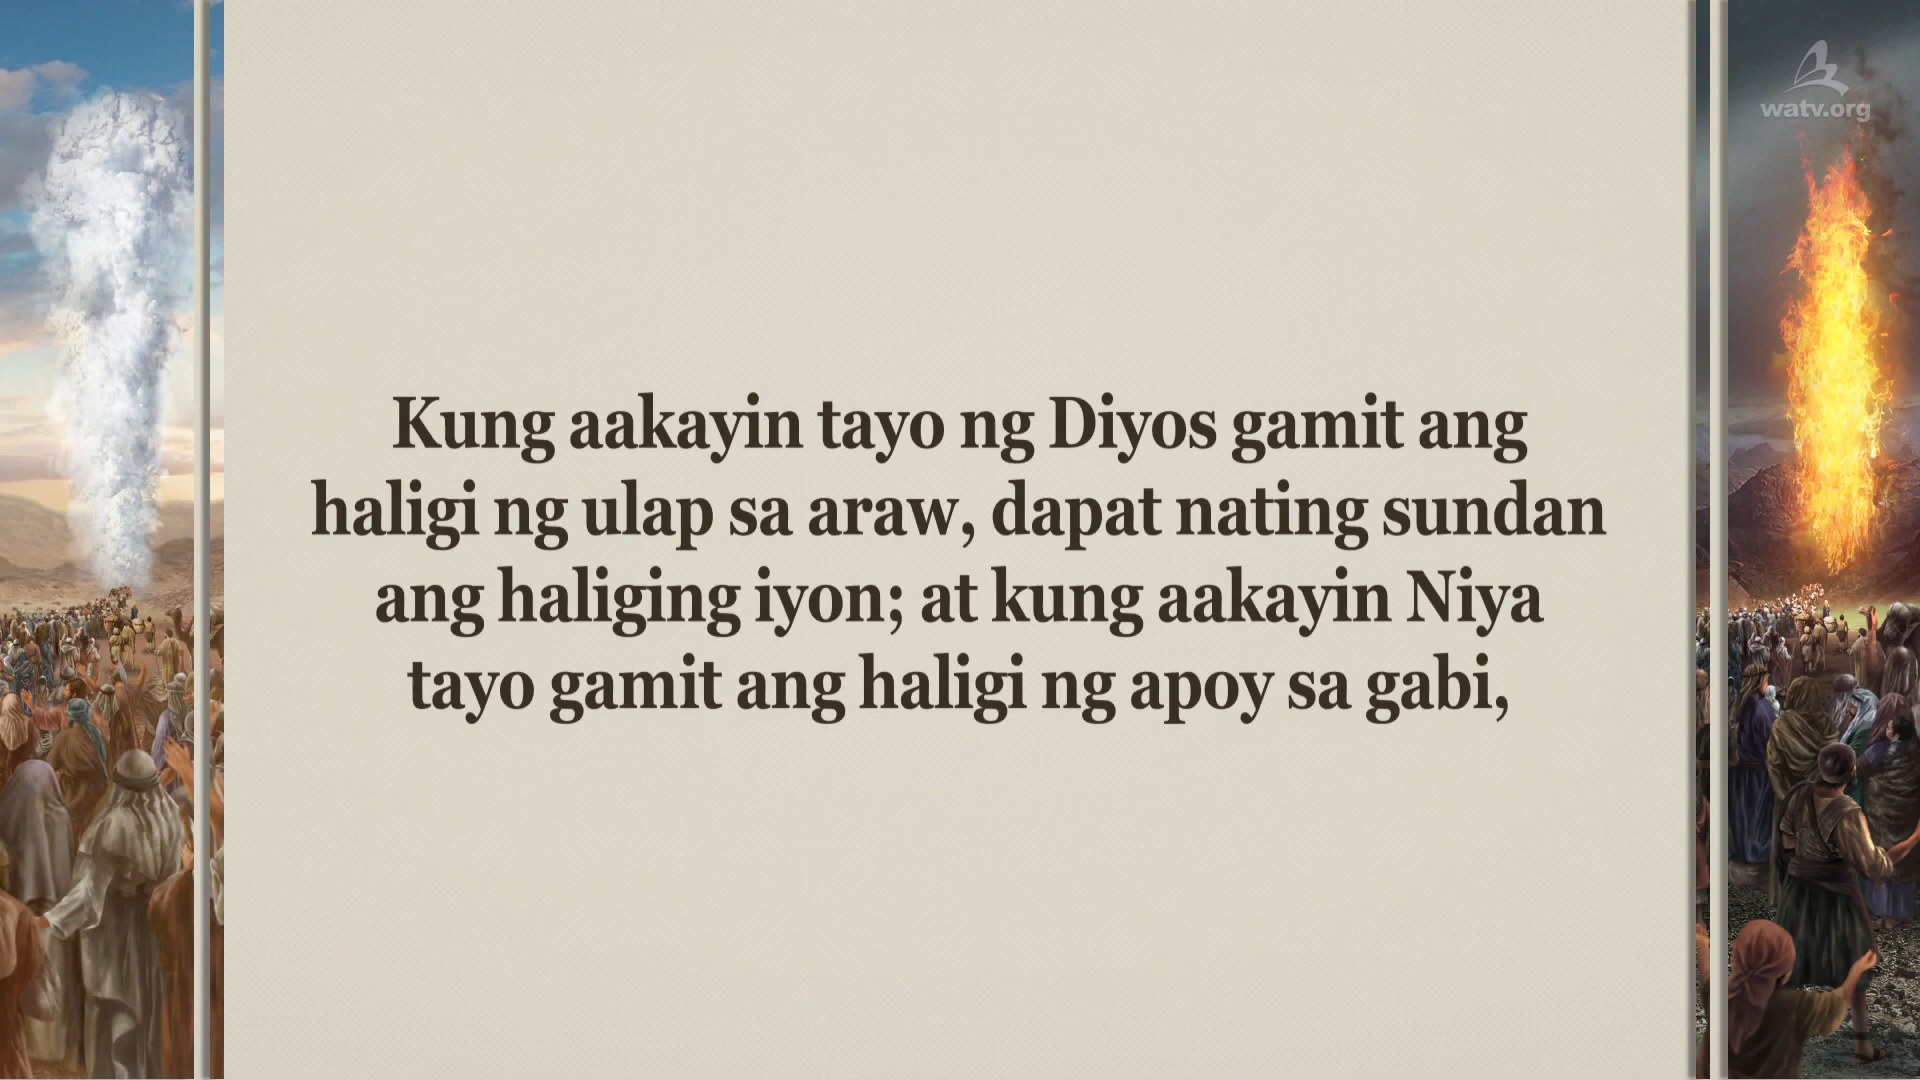 watv.org
Kung aakayin tayo ng Diyos gamit ang
haligi ng ulap sa araw, dapat nating sundan
ang haliging iyon; at kung aakayin Niya
tayo gamit ang haligi ng apoy sa gabi,